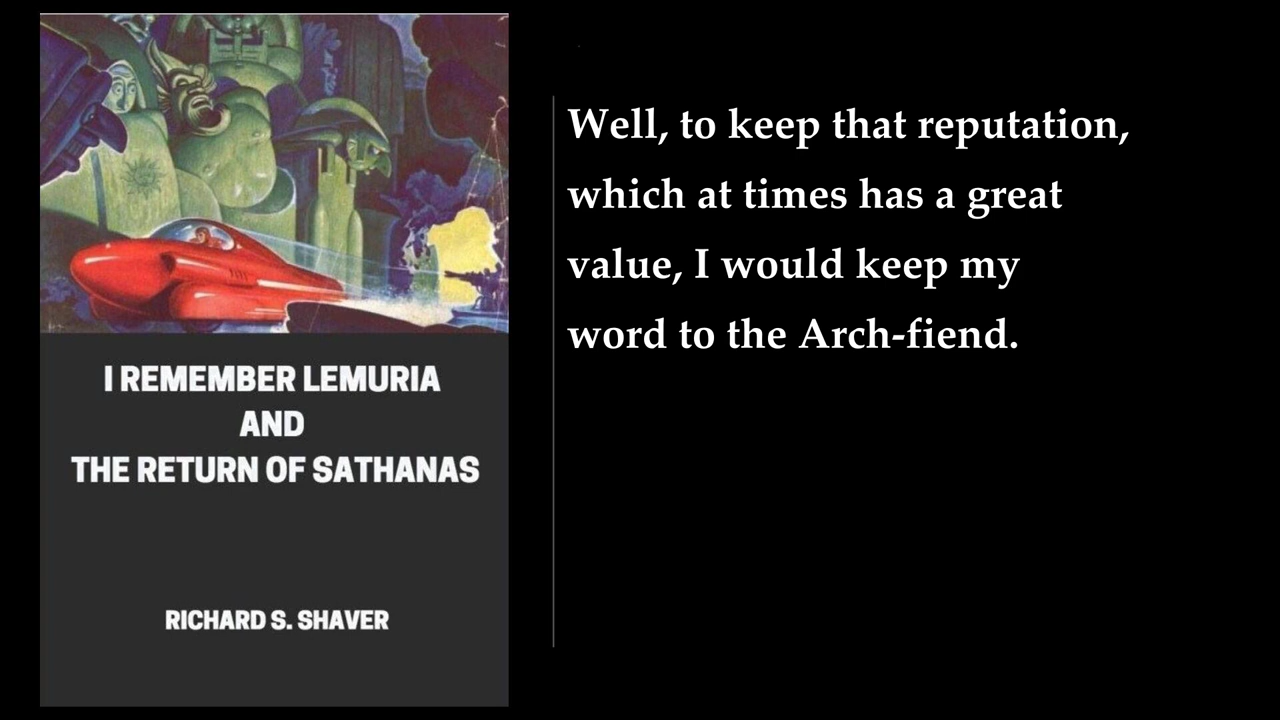 I REMEMBER LEMURIA
AND
THE RETURN OF SATHANAS
RICHARD S. SHAVER
Well, to keep that reputation,
which at times has a great
value, I would keep my
word to the Arch-fiend.